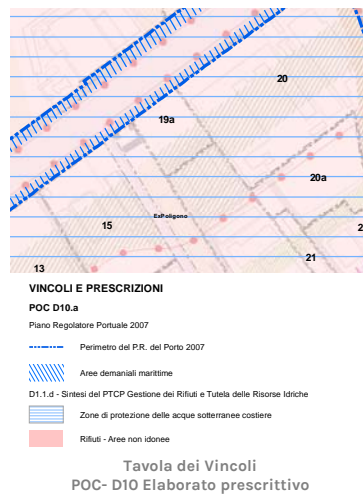 20
19a
20a
ExPoligono
15
2
21
13
VINCOLI E PRESCRIZIONI
POC D10.a
Piano Regolatore Portuale 2007
Perimetro del P.R. del Porto 2007
Aree demaniali marittime
D1.1.d - Sintesi del PTCP Gestione dei Rifiuti e Tutela delle Risorse Idriche
Zone di protezione delle acque sotterranee costiere
Rifiuti - Aree non idonee
Tavola dei Vincoli
POC- D10 Elaborato prescrittivo